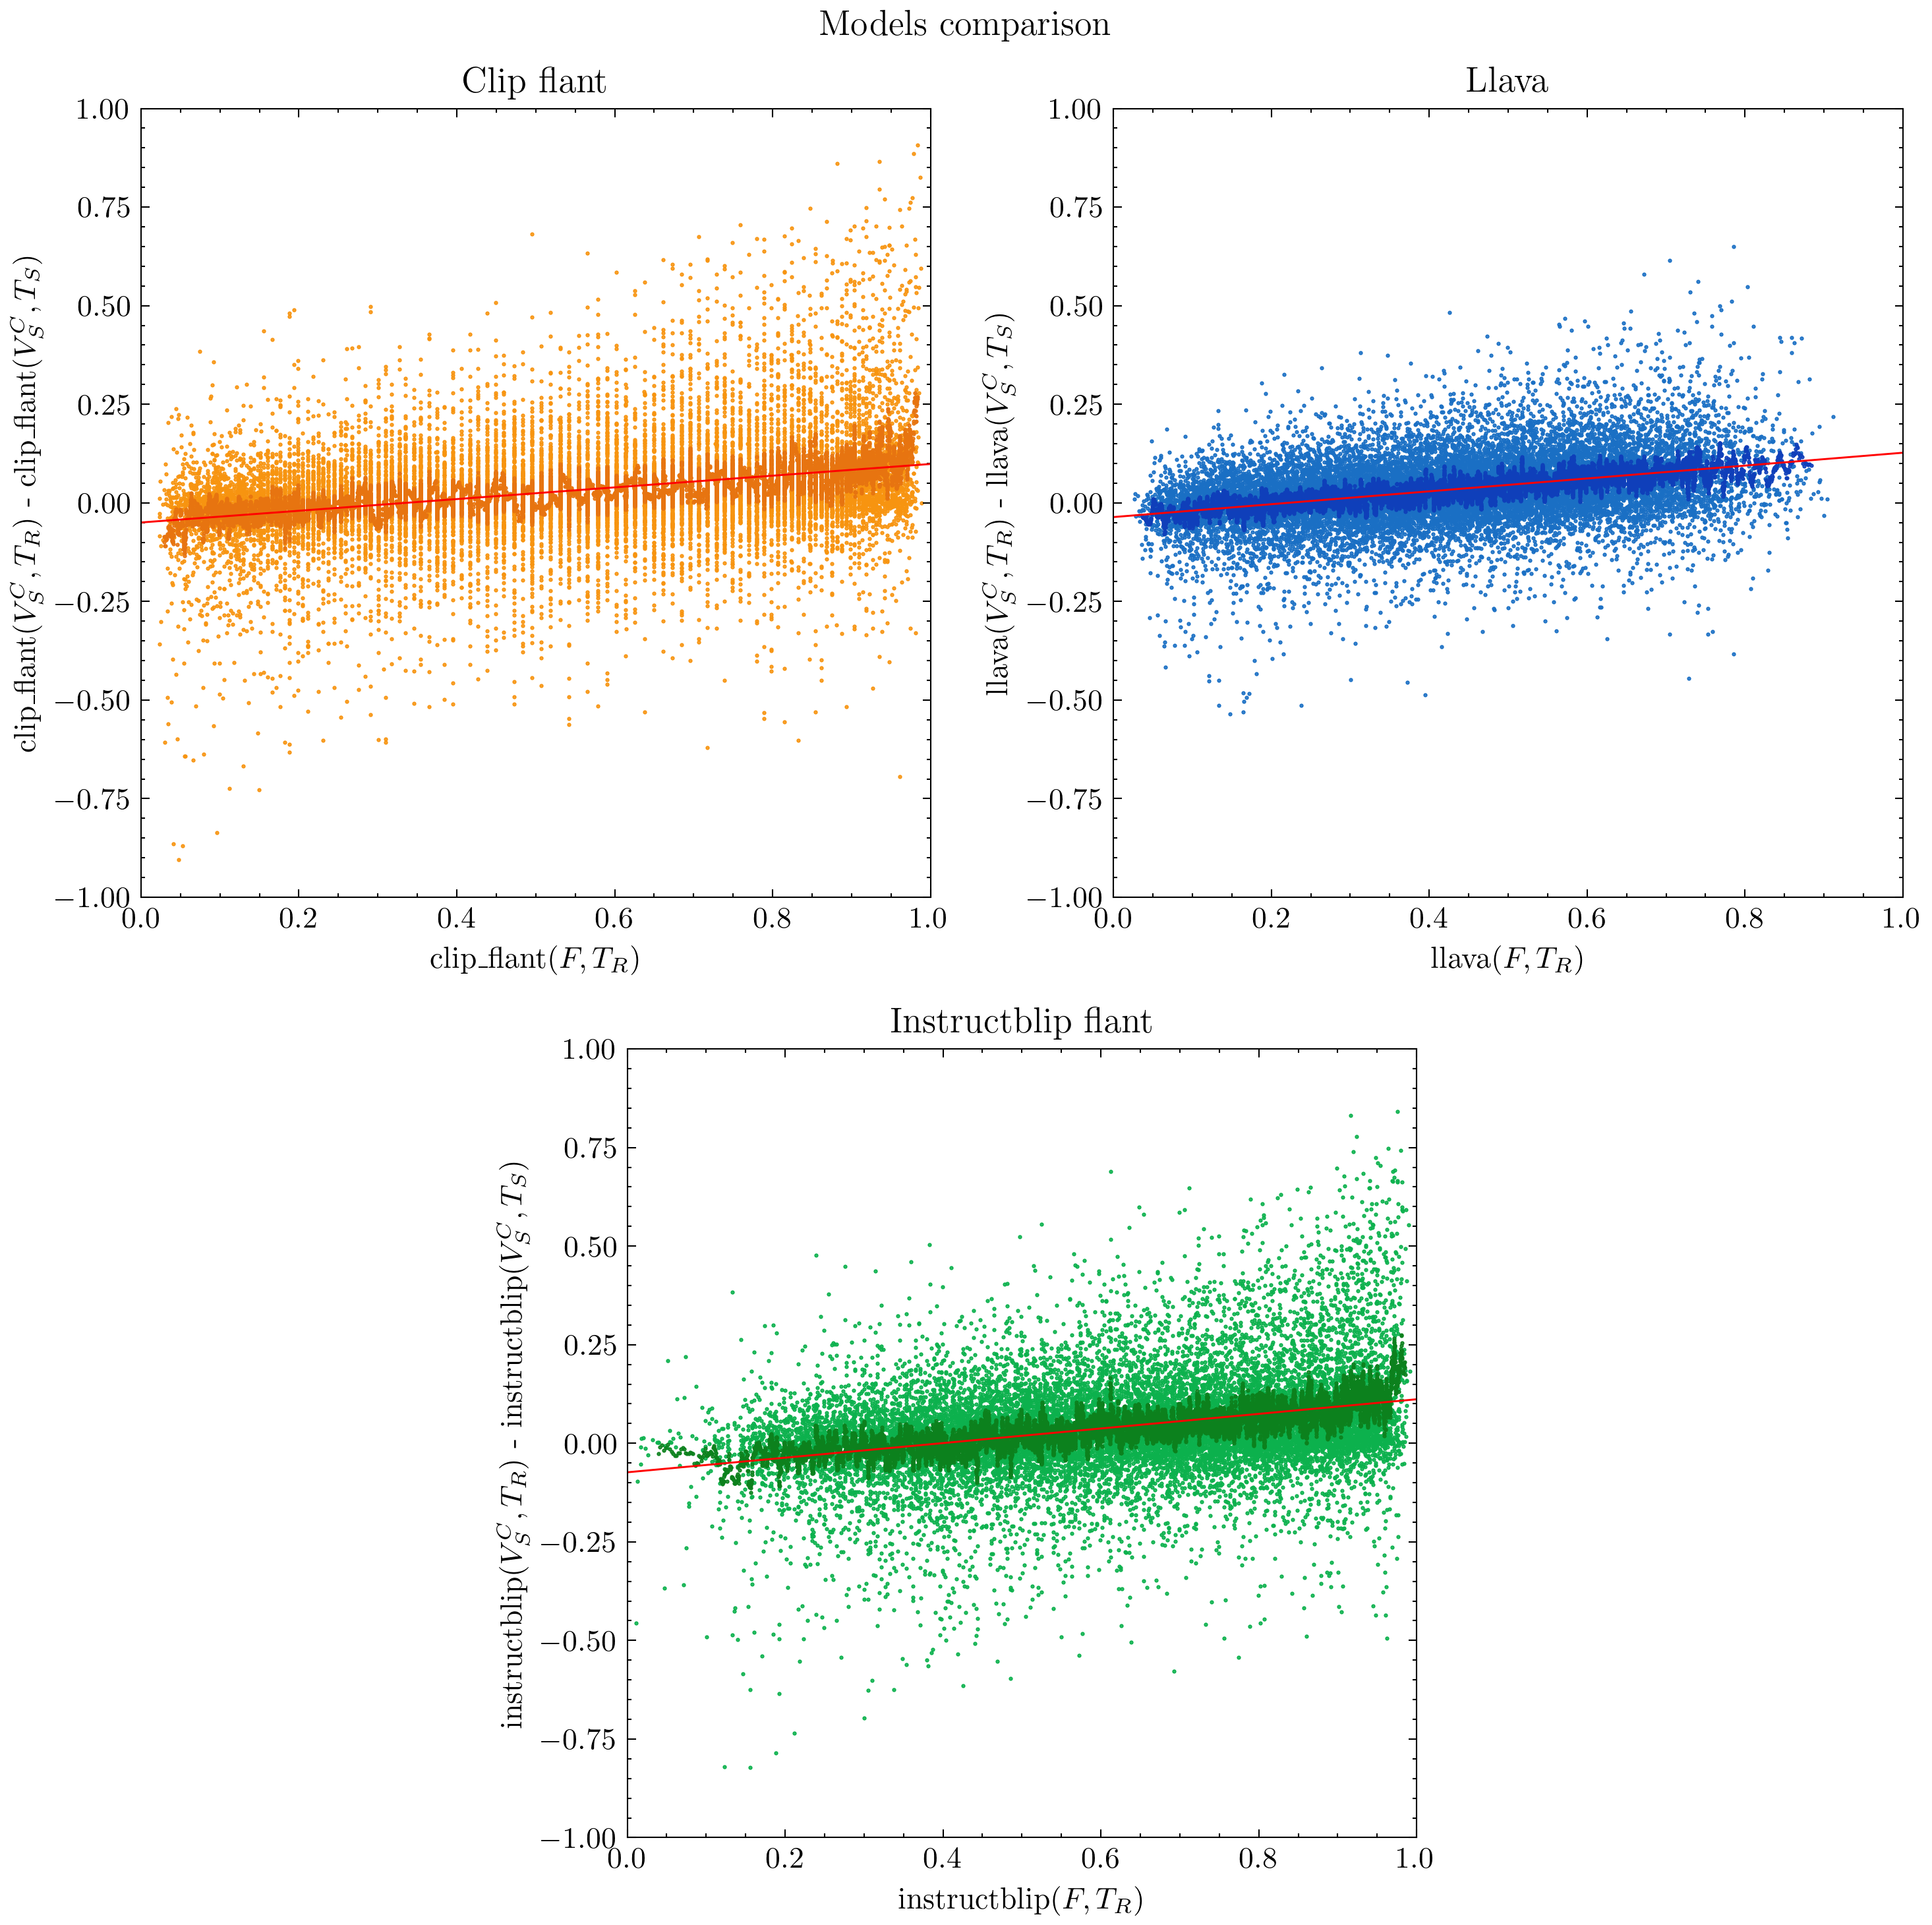 Models comparison
Clip flant
1.00
0.75
0.50
0.25
0.00
−0.25
−0.50
−0.75
−1.00
0.0 0.2 0.4 0.6 0.8 1.0
clip_flant(F, T_R)
clip_flant(V_S^C, T_R) - clip_flant(V_S^C, T_S)
Llava
1.00
0.75
0.50
0.25
0.00
−0.25
−0.50
−0.75
−1.00
0.0 0.2 0.4 0.6 0.8 1.0
llava(F, T_R)
llava(V_S^C, T_R) - llava(V_S^C, T_S)
Instructblip flant
1.00
0.75
0.50
0.25
0.00
−0.25
−0.50
−0.75
−1.00
0.0 0.2 0.4 0.6 0.8 1.0
instructblip(F, T_R)
instructblip(V_S^C, T_R) - instructblip(V_S^C, T_S)